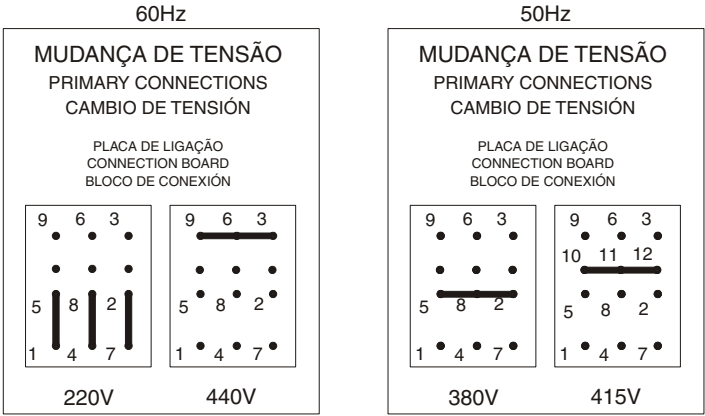 60Hz
MUDANÇA DE TENSÃO
PRIMARY CONNECTIONS
CAMBIO DE TENSIÓN
PLACA DE LIGAÇÃO
CONNECTION BOARD
BLOCO DE CONEXIÓN
9 6 3
5 8 2
1 4 7
220V
9 6 3
5 8 2
1 4 7
440V
50Hz
MUDANÇA DE TENSÃO
PRIMARY CONNECTIONS
CAMBIO DE TENSIÓN
PLACA DE LIGAÇÃO
CONNECTION BOARD
BLOCO DE CONEXIÓN
9 6 3
5 8 2
1 4 7
380V
9 6 3
10 11 12
5 8 2
1 4 7
415V